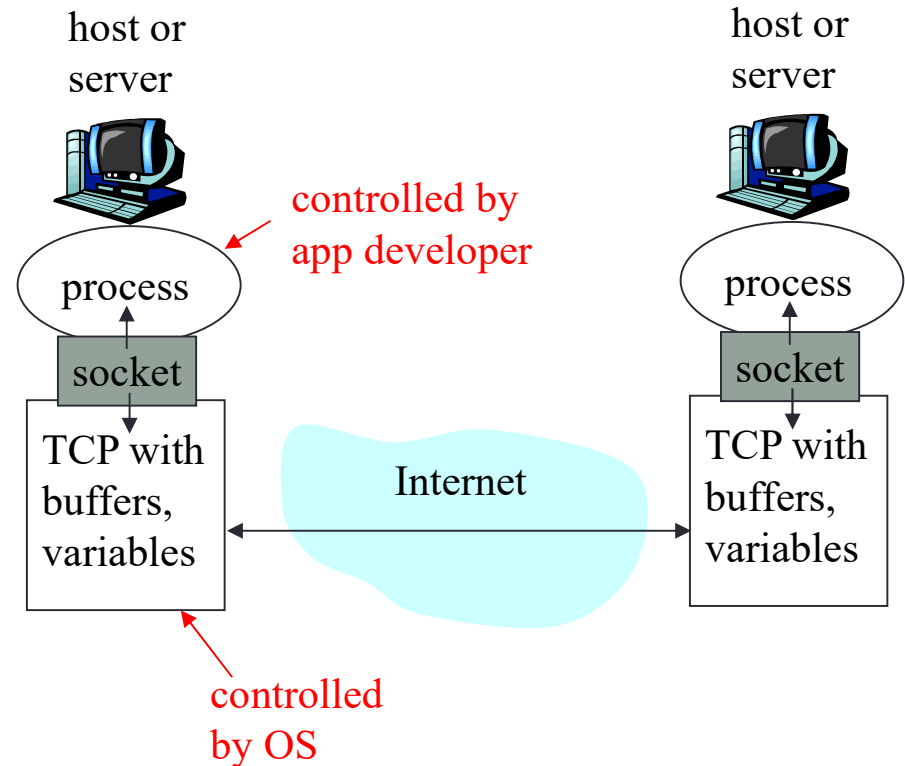 host or
server
host or
server
controlled by
app developer
process
process
socket
socket
TCP with
buffers,
variables
Internet
TCP with
buffers,
variables
controlled
by OS